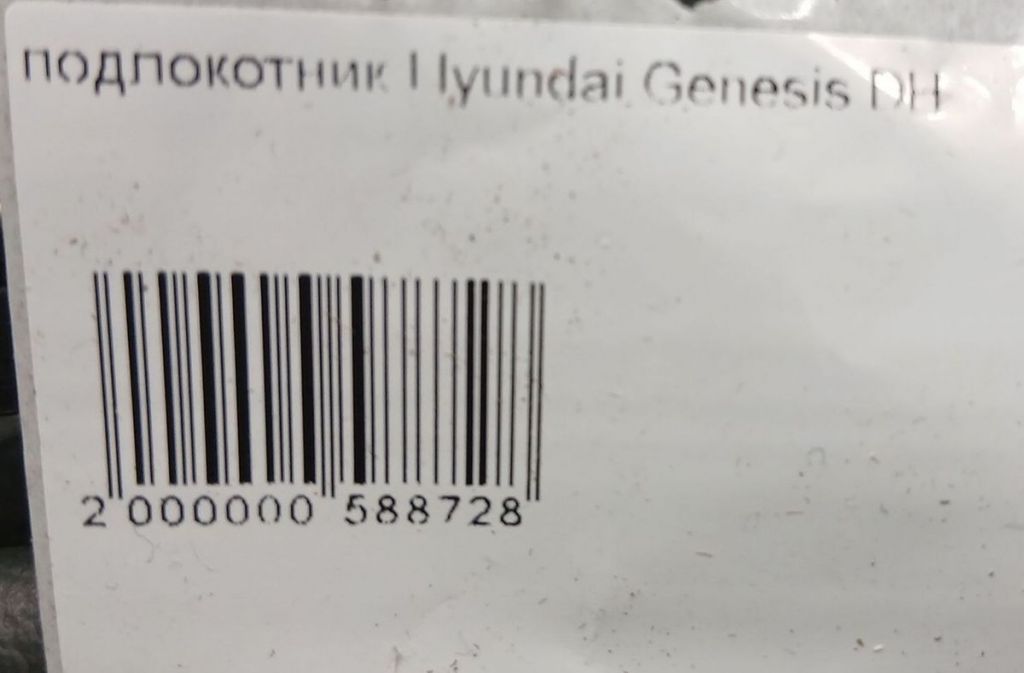 подлокотник Hyundai Genesis DH
2 000000 588728